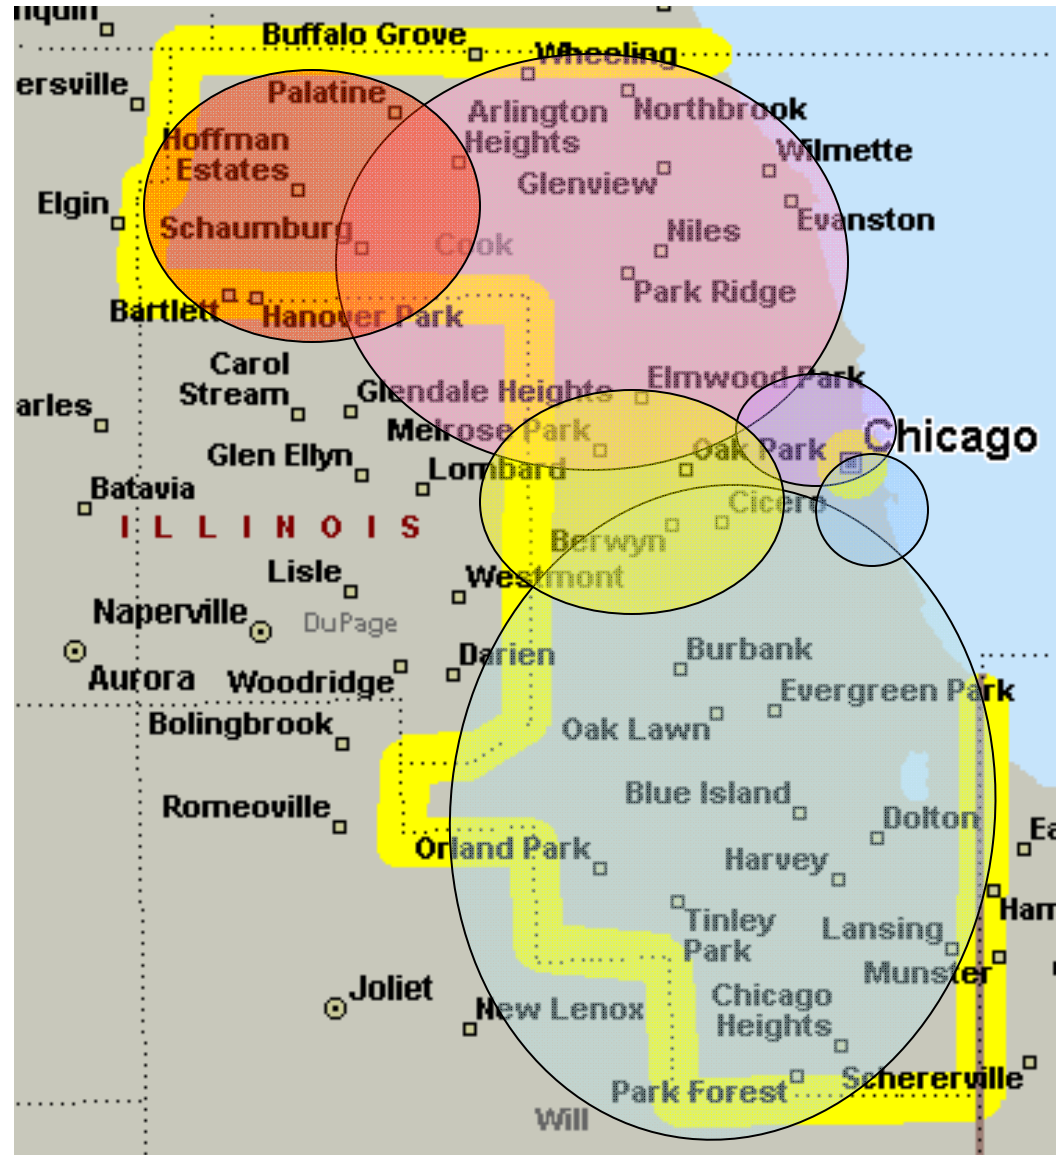 Buffalo Grove
Wheeling
ersville
Palatine
Arlington
Heights
Northbrook
Hoffman
Estates
Wilmette
Glenview
Elgin
Schaumburg
Cook
Niles
Evanston
Park Ridge
Bartlett
Hanover Park
Carol
Stream
Glendale Heights
Elmwood Park
arles
Melrose Park
Oak Park
Chicago
Glen Ellyn
Lombard
Batavia
Cicero
ILLINOIS
Berwyn
Lisle
Westmont
Naperville
DuPage
Darien
Burbank
Aurora
Woodridge
Evergreen Park
Bolingbrook
Oak Lawn
Romeoville
Blue Island
Dolton
Orland Park
Harvey
Tinley
Park
Lansing
Munster
Joliet
New Lenox
Chicago
Heights
Park Forest
Schererville
Will